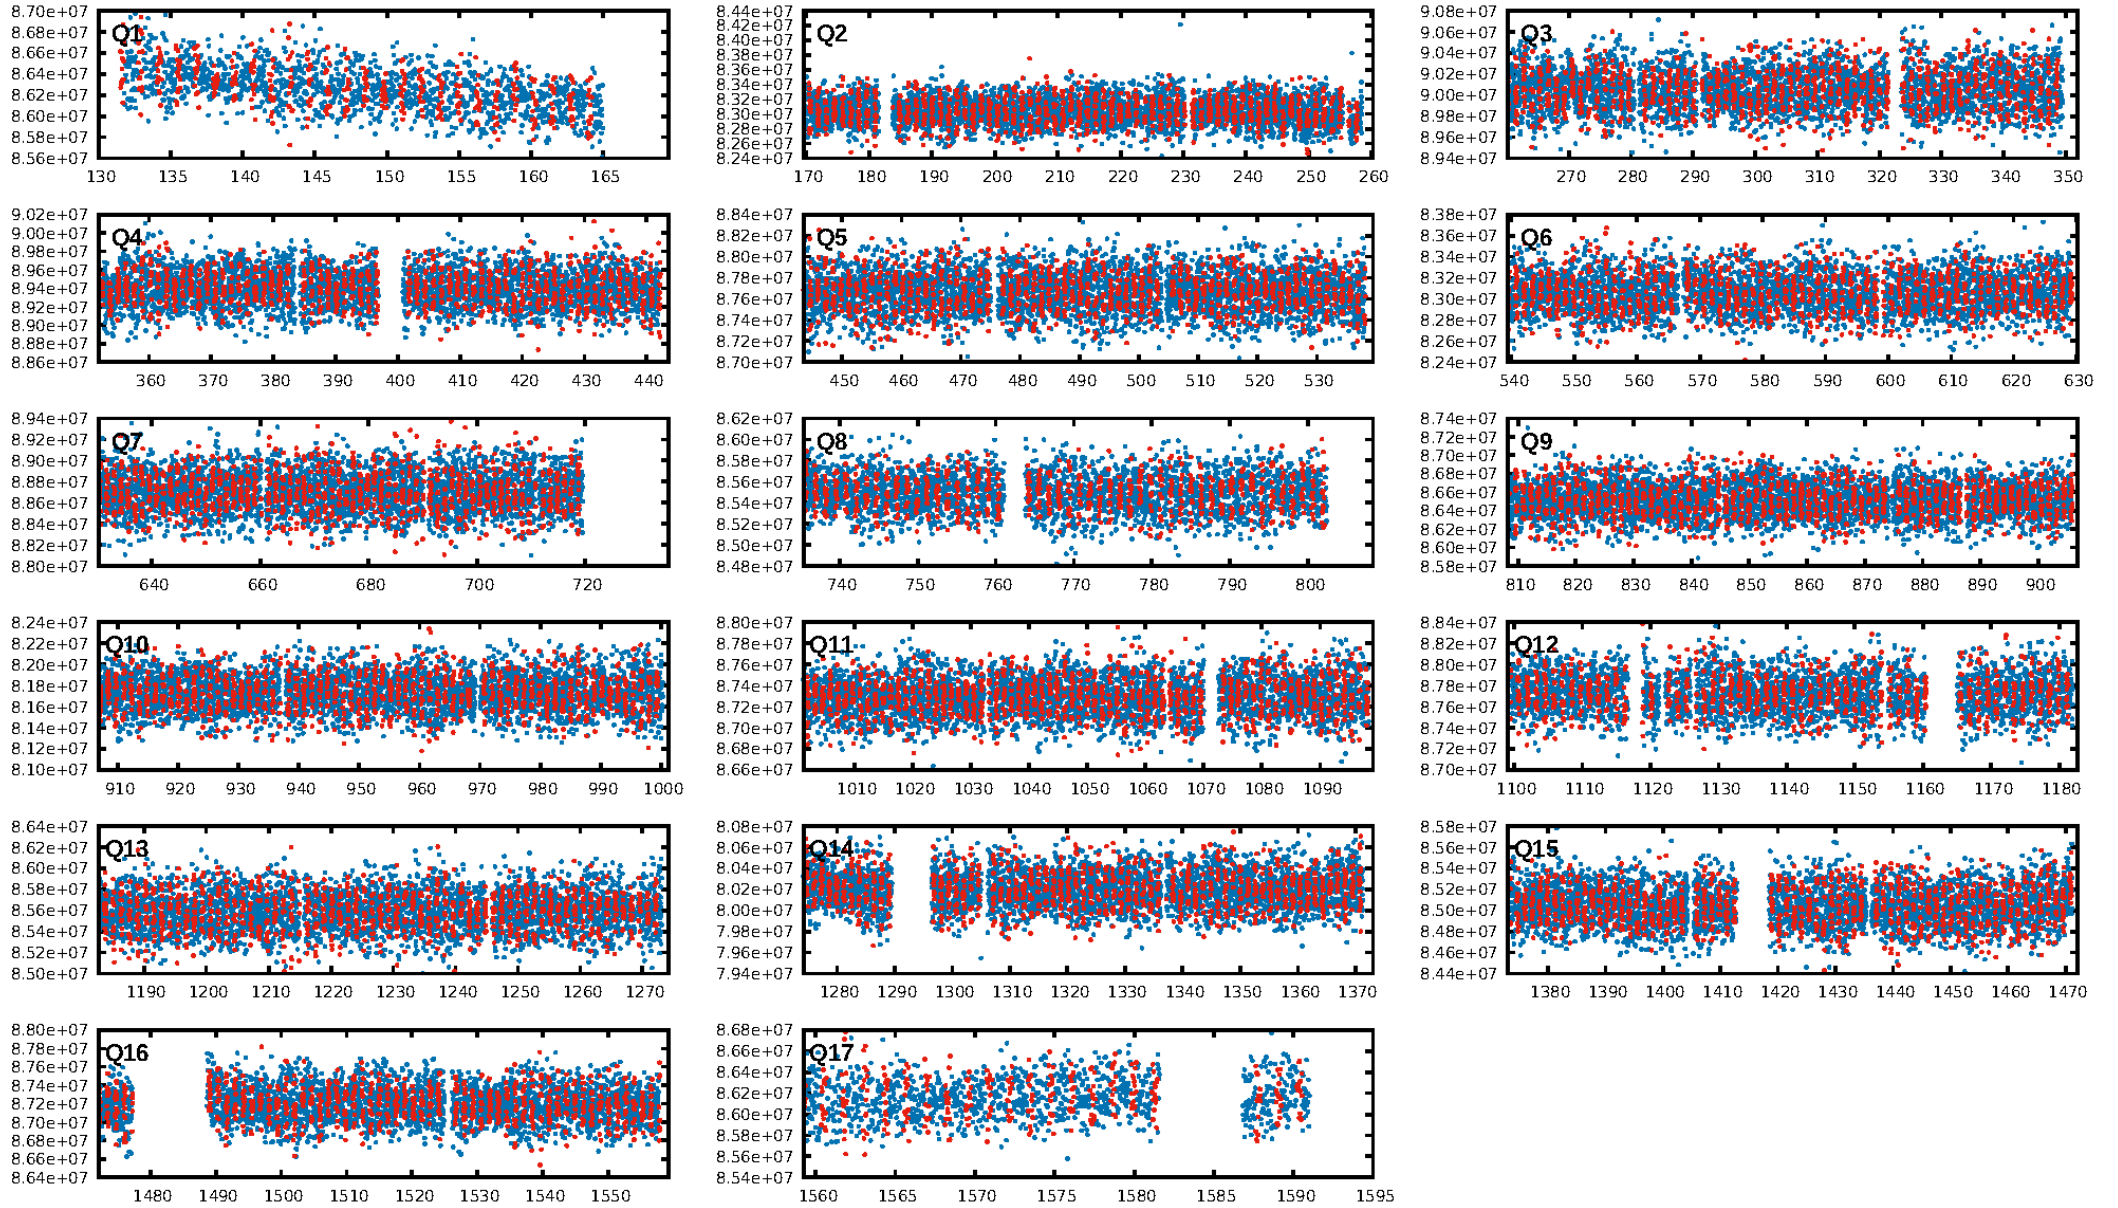 8.70e+07
8.68e+07
8.66e+07
8.64e+07
8.62e+07
8.60e+07
8.58e+07
8.56e+07
Q1
130 135 140 145 150 155 160 165
8.44e+07
8.42e+07
8.40e+07
8.38e+07
8.36e+07
8.34e+07
8.33e+07
8.32e+07
8.30e+07
8.28e+07
8.26e+07
8.24e+07
Q2
170 180 190 200 210 220 230 240 250 260
9.08e+07
9.06e+07
9.04e+07
9.02e+07
9.00e+07
8.98e+07
8.96e+07
8.94e+07
Q3
270 280 290 300 310 320 330 340 350
9.02e+07
9.00e+07
8.98e+07
8.96e+07
8.94e+07
8.92e+07
8.90e+07
8.88e+07
8.86e+07
Q4
360 370 380 390 400 410 420 430 440
8.84e+07
8.82e+07
8.80e+07
8.78e+07
8.76e+07
8.74e+07
8.72e+07
8.70e+07
Q5
450 460 470 480 490 500 510 520 530
8.38e+07
8.36e+07
8.34e+07
8.33e+07
8.30e+07
8.28e+07
8.26e+07
8.24e+07
Q6
540 550 560 570 580 590 600 610 620 630
8.94e+07
8.92e+07
8.90e+07
8.88e+07
8.86e+07
8.84e+07
8.82e+07
8.80e+07
Q7
640 660 680 700 720
8.62e+07
8.60e+07
8.58e+07
8.56e+07
8.54e+07
8.52e+07
8.50e+07
8.48e+07
Q8
740 750 760 770 780 790 800
8.74e+07
8.72e+07
8.70e+07
8.68e+07
8.66e+07
8.64e+07
8.62e+07
8.60e+07
8.58e+07
Q9
810 820 830 840 850 860 870 880 890 900
8.24e+07
8.22e+07
8.20e+07
8.18e+07
8.16e+07
8.14e+07
8.12e+07
8.10e+07
Q10
910 920 930 940 950 960 970 980 990 1000
8.80e+07
8.78e+07
8.76e+07
8.74e+07
8.72e+07
8.70e+07
8.68e+07
8.66e+07
Q11
1010 1020 1030 1040 1050 1060 1070 1080 1090
8.84e+07
8.82e+07
8.80e+07
8.78e+07
8.76e+07
8.74e+07
8.72e+07
8.70e+07
Q12
1100 1110 1120 1130 1140 1150 1160 1170 1180
8.64e+07
8.62e+07
8.60e+07
8.58e+07
8.56e+07
8.54e+07
8.52e+07
8.50e+07
Q13
1190 1200 1210 1220 1230 1240 1250 1260 1270
8.08e+07
8.06e+07
8.04e+07
8.02e+07
8.00e+07
7.98e+07
7.96e+07
7.94e+07
Q14
1280 1290 1300 1310 1320 1330 1340 1350 1360 1370
8.58e+07
8.56e+07
8.54e+07
8.52e+07
8.50e+07
8.48e+07
8.46e+07
8.44e+07
Q15
1380 1390 1400 1410 1420 1430 1440 1450 1460 1470
8.80e+07
8.78e+07
8.76e+07
8.74e+07
8.72e+07
8.70e+07
8.68e+07
8.66e+07
8.64e+07
Q16
1480 1490 1500 1510 1520 1530 1540 1550
8.68e+07
8.66e+07
8.64e+07
8.62e+07
8.60e+07
8.58e+07
8.56e+07
8.54e+07
Q17
1560 1565 1570 1575 1580 1585 1590 1595